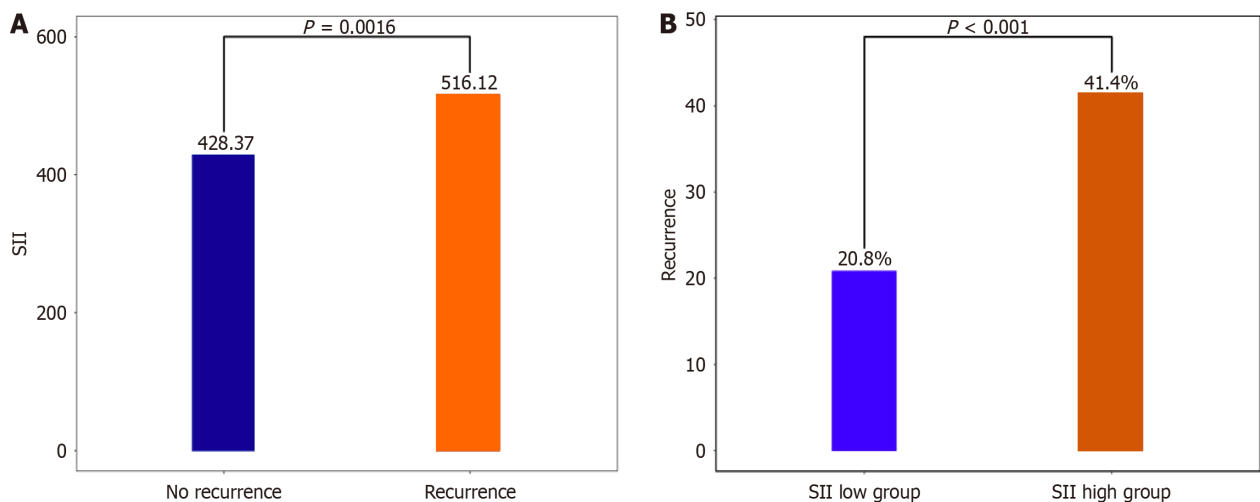 A
P = 0.0016
600
516.12
428.37
400
SII
200
0
No recurrence
Recurrence
B
P < 0.001
50
41.4%
40
30
Recurrence
20.8%
20
10
0
SII low group
SII high group